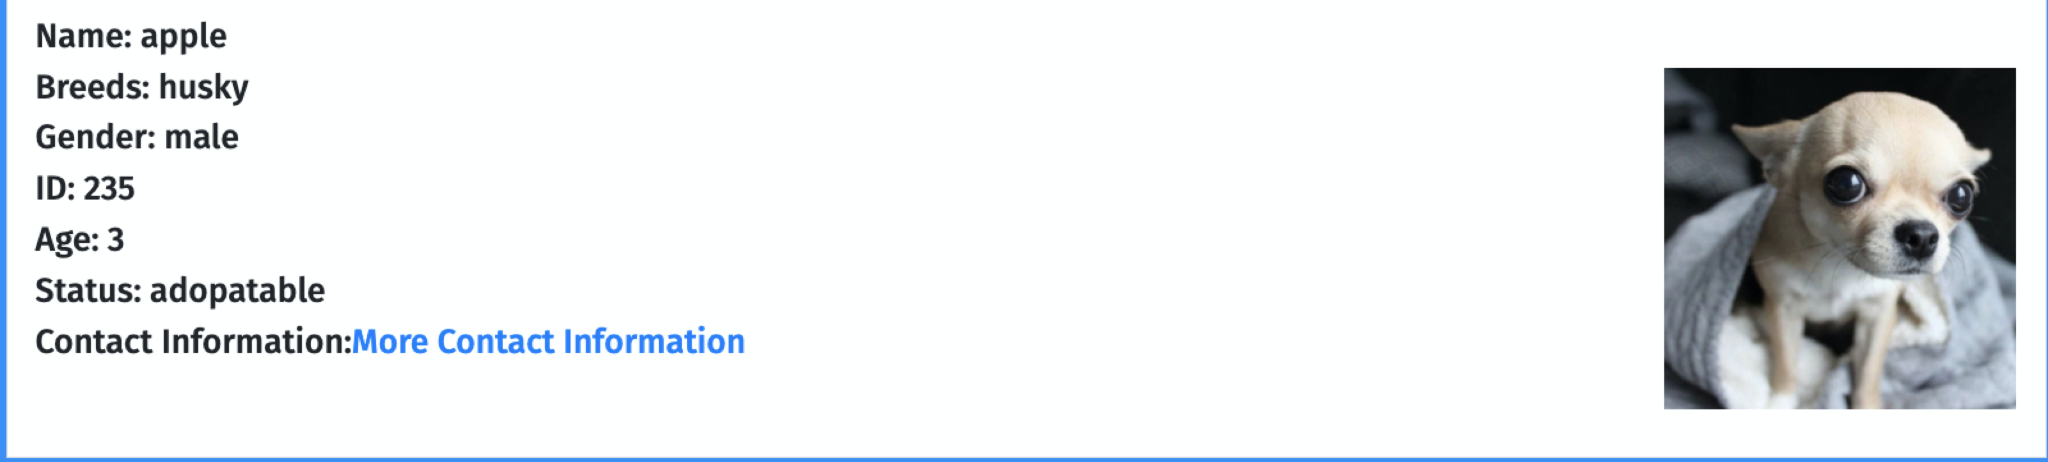 Name: apple
Breeds: husky
Gender: male
ID: 235
Age: 3
Status: adopatable
Contact Information:More Contact Information